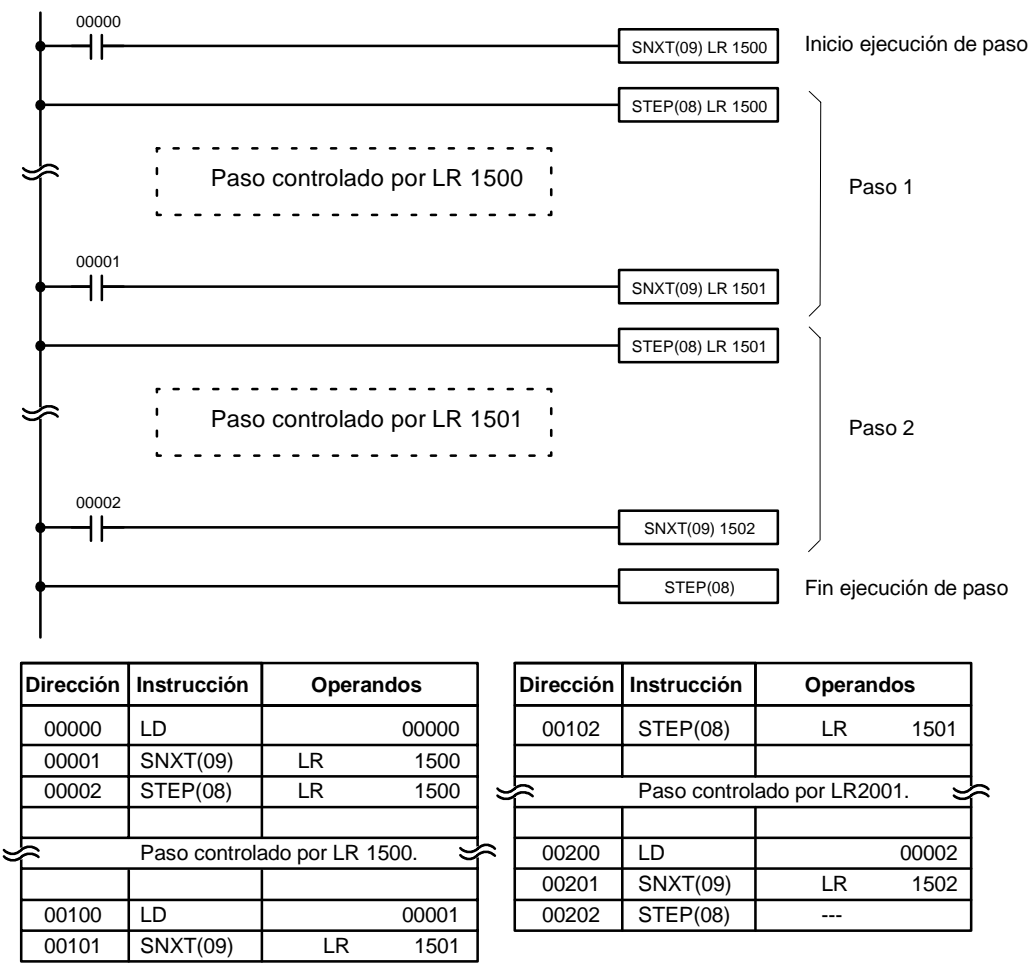 00000
SNXT(09) LR 1500 Inicio ejecución de paso
STEP(08) LR 1500
Paso controlado por LR 1500
Paso 1
00001
SNXT(09) LR 1501
STEP(08) LR 1501
Paso controlado por LR 1501
Paso 2
00002
SNXT(09) 1502
STEP(08) Fin ejecución de paso
Dirección Instrucción Operandos
00000 LD 00000
00001 SNXT(09) LR 1500
00002 STEP(08) LR 1500
Paso controlado por LR 1500.
00100 LD 00001
00101 SNXT(09) LR 1501
Dirección Instrucción Operandos
00102 STEP(08) LR 1501
Paso controlado por LR2001.
00200 LD 00002
00201 SNXT(09) LR 1502
00202 STEP(08) ---